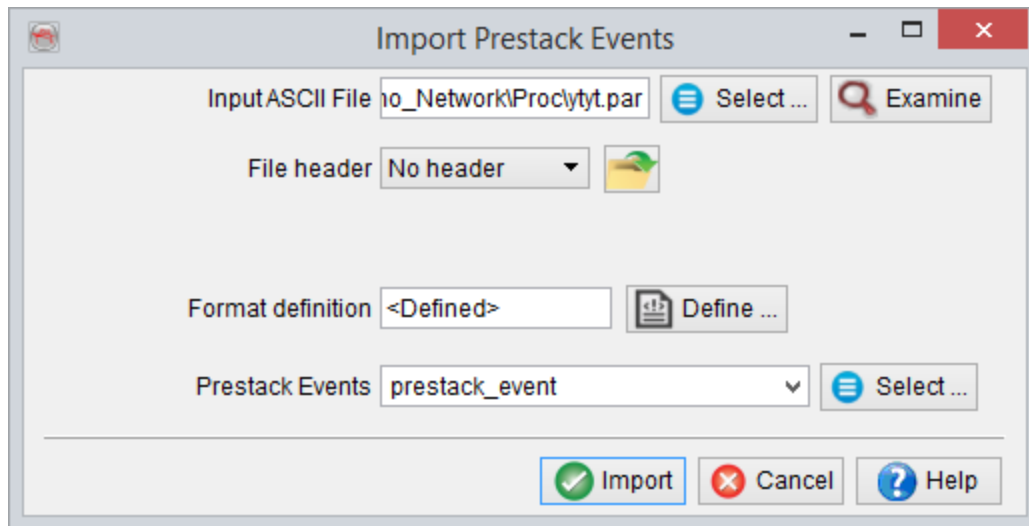 Import Prestack Events
Input ASCII File no_Network\Proc\ytyt.par Select ... Examine
File header No header
Format definition <Defined> Define ...
Prestack Events prestack_event Select ...
Import Cancel Help